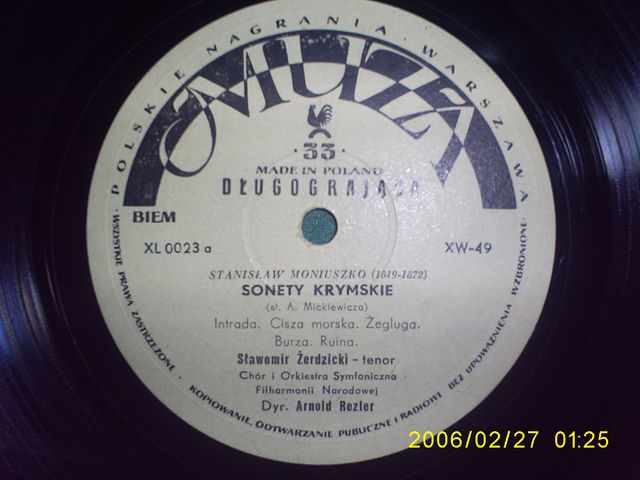 POLSKIE NAGRANIA · WARSZAWA
MUZA
· 33 ·
MADE IN POLAND
DŁUGOGRAJĄCA
BIEM
XL 0023 a
XW-49
STANISŁAW MONIUSZKO (1819-1872)
SONETY KRYMSKIE
(sł. A. Mickiewicza)
Intrada. Cisza morska. Żegluga.
Burza. Ruina.
Sławomir Żerdzicki - tenor
Chór i Orkiestra Symfoniczna
Filharmonii Narodowej
Dyr. Arnold Rezler
· WSZYSTKIE PRAWA ZASTRZEŻONE · KOPIOWANIE, ODTWARZANIE PUBLICZNE I RADIOWE BEZ UPOWAŻNIENIA WZBRONIONE ·
2006/02/27 01:25